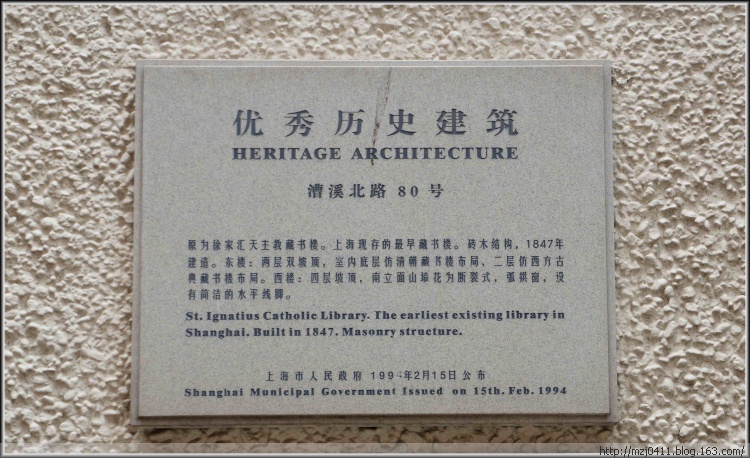 优秀历史建筑
HERITAGE ARCHITECTURE
漕溪北路 80 号
原为徐家汇天主教藏书楼。上海现存的最早藏书楼。砖木结构，1847年
建造。东楼：两层双坡顶，室内底层仿清朝藏书楼布局、二层仿西方古
典藏书楼布局。西楼：四层坡顶，南立面山墙花为断裂式，弧拱窗，设
有简洁的水平线脚。
St. Ignatius Catholic Library. The earliest existing library in
Shanghai. Built in 1847. Masonry structure.
上海市人民政府 1994年2月15日公布
Shanghai Municipal Government Issued on 15th. Feb. 1994
http://mzj0411.blog.163.com/